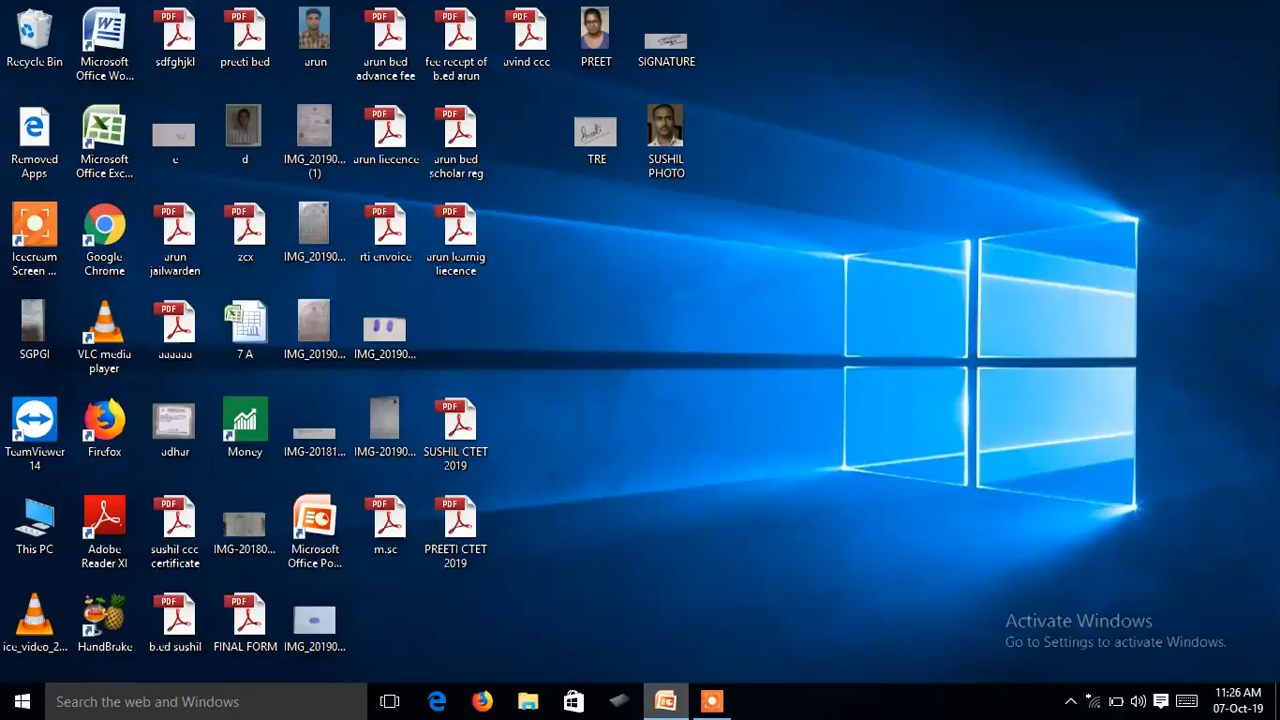 Recycle Bin
Microsoft
Office Wo...
sdfghjkl
preeti bed
arun
arun bed
advance fee
fee recept of
b.ed arun
avind ccc
PREET
SIGNATURE
Removed
Apps
Microsoft
Office Exc...
e
d
IMG_20190...
(1)
arun liecence
arun bed
scholar reg
TRE
SUSHIL
PHOTO
Icecream
Screen ...
Google
Chrome
arun
jailwarden
zcx
IMG_20190...
rti envoice
arun learnig
liecence
SGPGI
VLC media
player
aaaaaa
7 A
IMG_20190...
IMG_20190...
TeamViewer
14
Firefox
adhar
Money
IMG-20181...
IMG-20190...
SUSHIL CTET
2019
This PC
Adobe
Reader XI
sushil ccc
certificate
IMG-20180...
Microsoft
Office Po...
m.sc
PREETI CTET
2019
ice_video_2...
HandBrake
b.ed sushil
FINAL FORM
IMG_20190...
Activate Windows
Go to Settings to activate Windows.
Search the web and Windows
11:26 AM
07-Oct-19